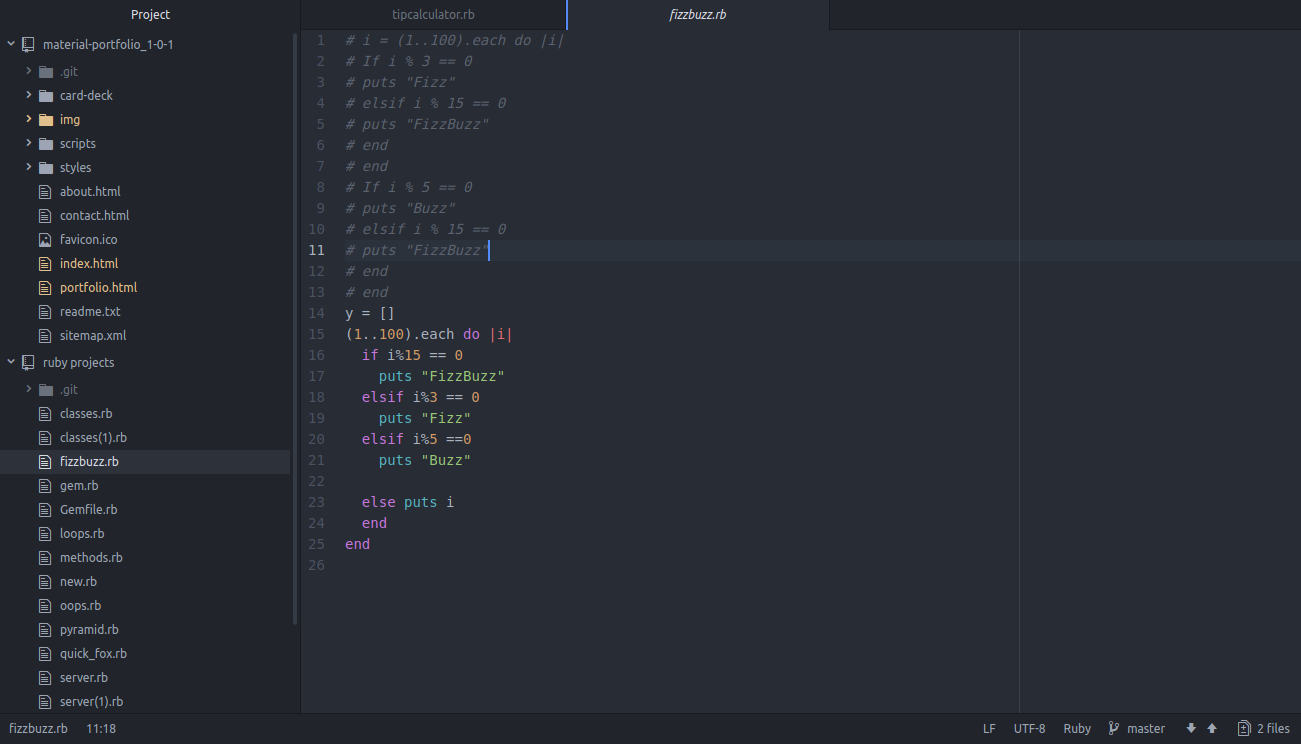 Project
material-portfolio_1-0-1
.git
card-deck
img
scripts
styles
about.html
contact.html
favicon.ico
index.html
portfolio.html
readme.txt
sitemap.xml
ruby projects
.git
classes.rb
classes(1).rb
fizzbuzz.rb
gem.rb
Gemfile.rb
loops.rb
methods.rb
new.rb
oops.rb
pyramid.rb
quick_fox.rb
server.rb
server(1).rb
tipcalculator.rb fizzbuzz.rb
1 # i = (1..100).each do |i|
2 # If i % 3 == 0
3 # puts "Fizz"
4 # elsif i % 15 == 0
5 # puts "FizzBuzz"
6 # end
7 # end
8 # If i % 5 == 0
9 # puts "Buzz"
10 # elsif i % 15 == 0
11 # puts "FizzBuzz"
12 # end
13 # end
14 y = []
15 (1..100).each do |i|
16   if i%15 == 0
17     puts "FizzBuzz"
18   elsif i%3 == 0
19     puts "Fizz"
20   elsif i%5 ==0
21     puts "Buzz"
22
23   else puts i
24   end
25 end
26
fizzbuzz.rb 11:18 LF UTF-8 Ruby master 2 files